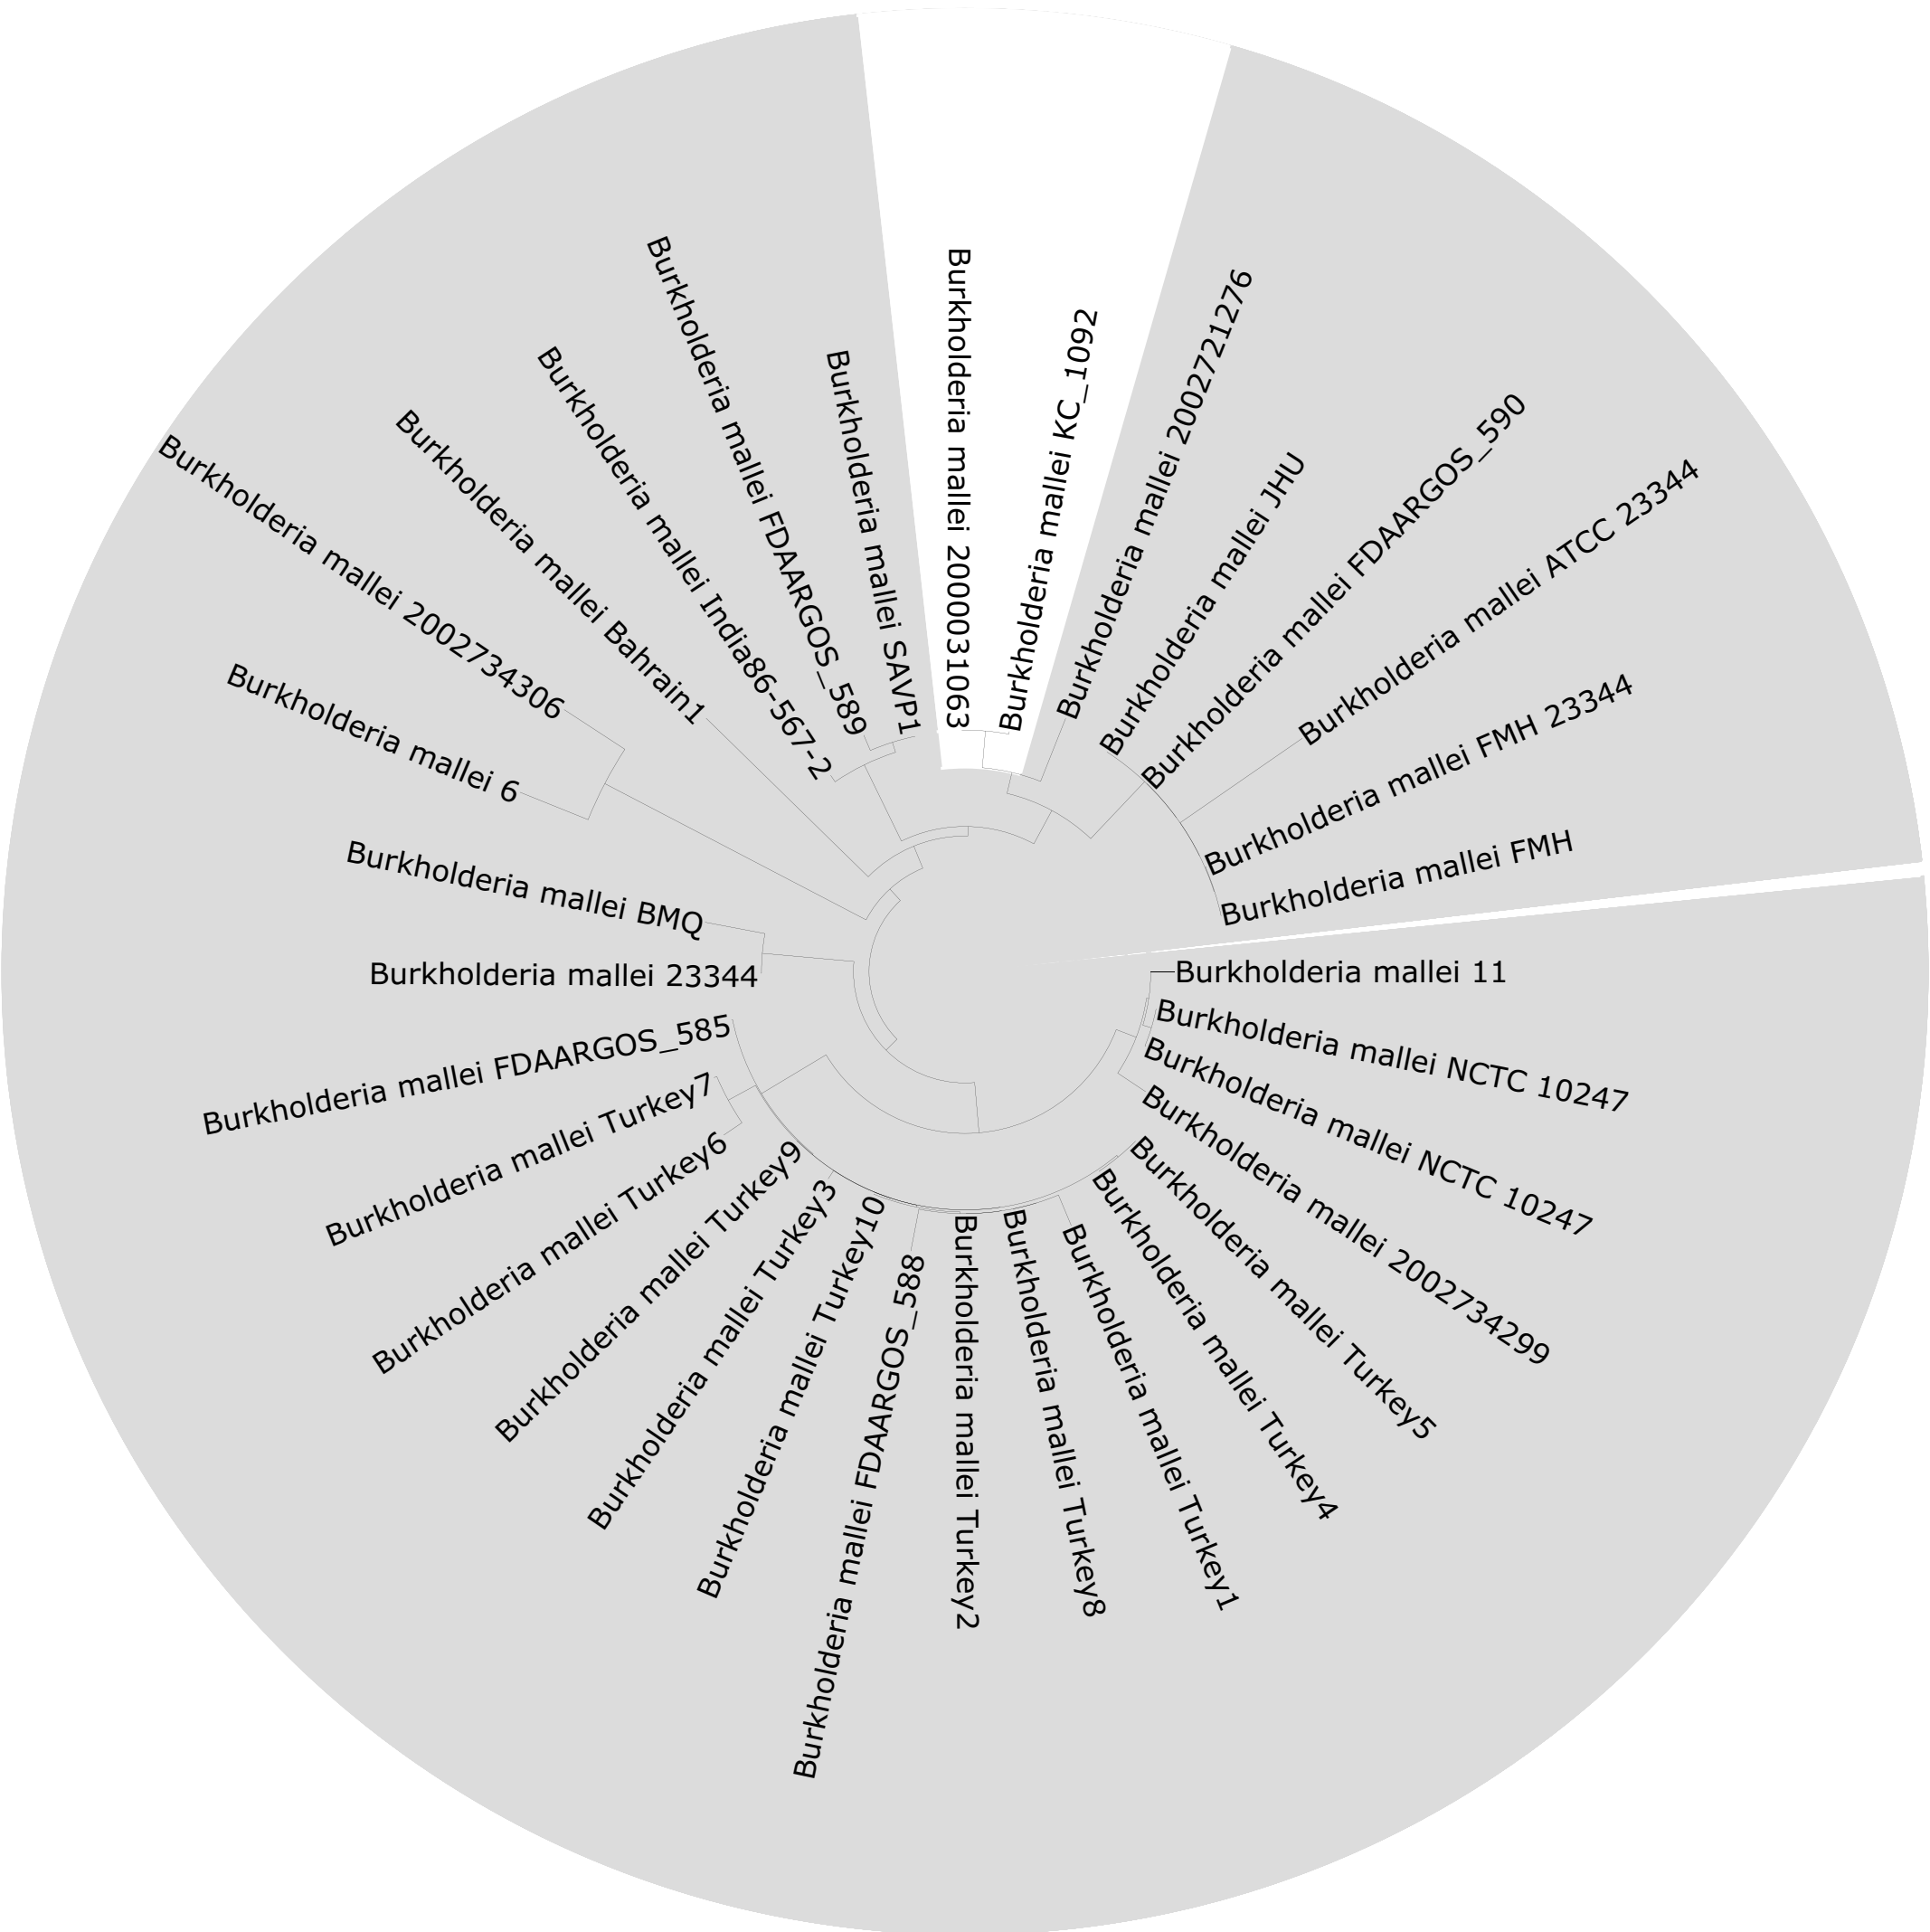 Burkholderia mallei 2000031063
Burkholderia mallei KC_1092
Burkholderia mallei 2002721276
Burkholderia mallei JHU
Burkholderia mallei FDAARGOS_590
Burkholderia mallei ATCC 23344
Burkholderia mallei FMH 23344
Burkholderia mallei FMH
Burkholderia mallei 11
Burkholderia mallei NCTC 10247
Burkholderia mallei NCTC 10247
Burkholderia mallei 2002734299
Burkholderia mallei Turkey5
Burkholderia mallei Turkey4
Burkholderia mallei Turkey1
Burkholderia mallei Turkey8
Burkholderia mallei Turkey2
Burkholderia mallei FDAARGOS_588
Burkholderia mallei Turkey10
Burkholderia mallei Turkey3
Burkholderia mallei Turkey9
Burkholderia mallei Turkey6
Burkholderia mallei Turkey7
Burkholderia mallei FDAARGOS_585
Burkholderia mallei 23344
Burkholderia mallei BMQ
Burkholderia mallei 6
Burkholderia mallei 2002734306
Burkholderia mallei Bahrain1
Burkholderia mallei India86-567-2
Burkholderia mallei FDAARGOS_589
Burkholderia mallei SAVP1